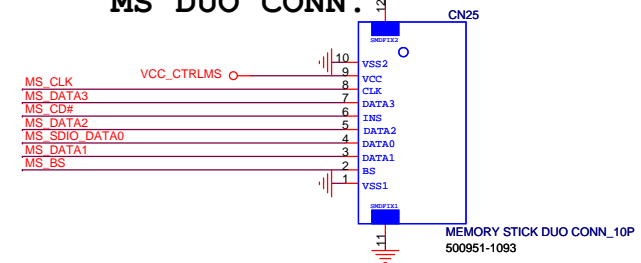 MS DUO CONN.
12
CN25
SMDFIX2
10 VSS2
VCC_CTRLMS 9 VCC
MS_CLK 8 CLK
MS_DATA3 7 DATA3
MS_CD# 6 INS
MS_DATA2 5 DATA2
MS_SDIO_DATA0 4 DATA0
MS_DATA1 3 DATA1
MS_BS 2 BS
1 VSS1
SMDFIX1
11
MEMORY STICK DUO CONN_10P
500951-1093